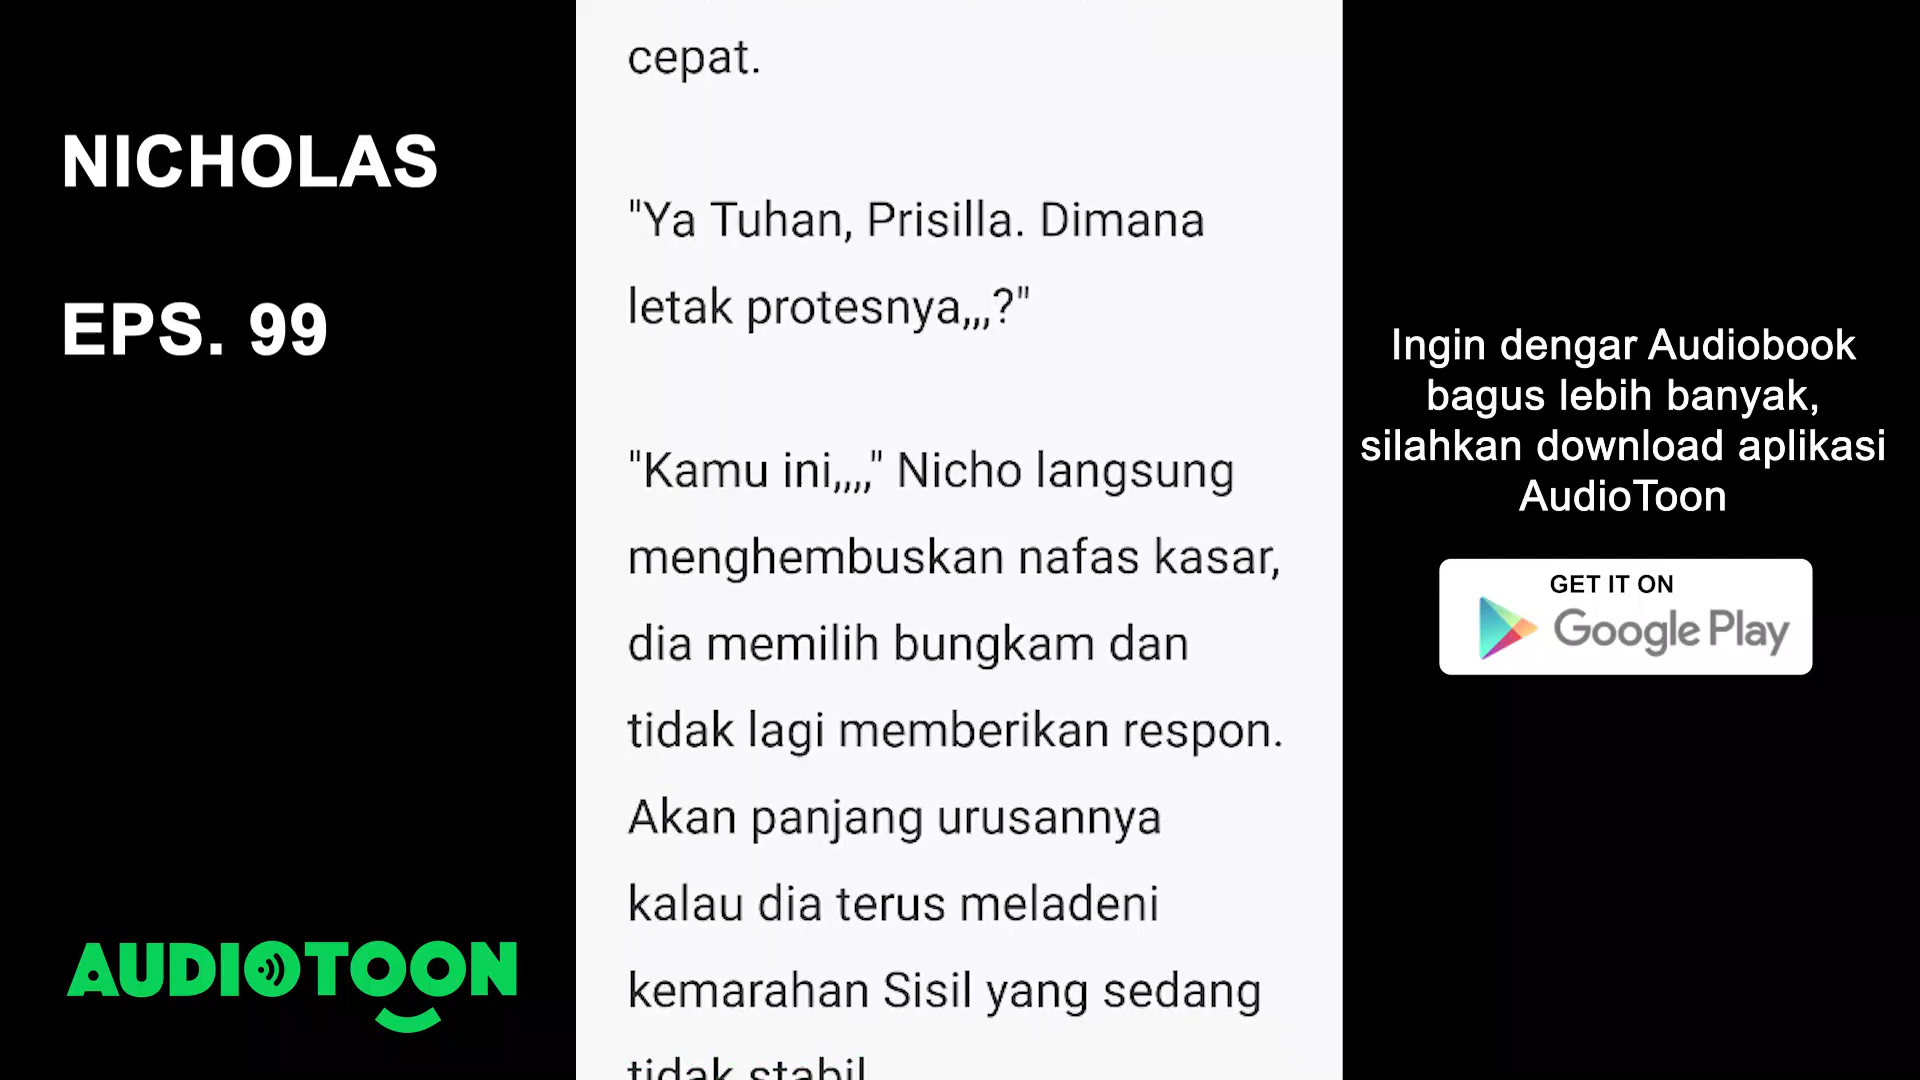 NICHOLAS
EPS. 99
AUDIOTOON
cepat.
"Ya Tuhan, Prisilla. Dimana
letak protesnya,,,?"
"Kamu ini,,,," Nicho langsung
menghembuskan nafas kasar,
dia memilih bungkam dan
tidak lagi memberikan respon.
Akan panjang urusannya
kalau dia terus meladeni
kemarahan Sisil yang sedang
tidak stabil
Ingin dengar Audiobook
bagus lebih banyak,
silahkan download aplikasi
AudioToon
GET IT ON
Google Play